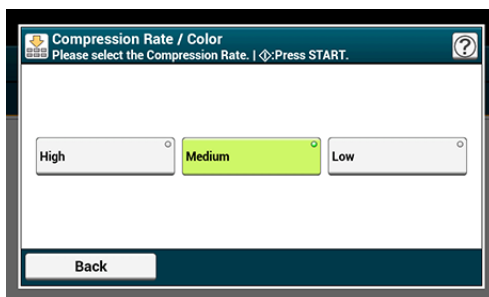 Compression Rate / Color
Please select the Compression Rate. | :Press START.
?
High
Medium
Low
Back